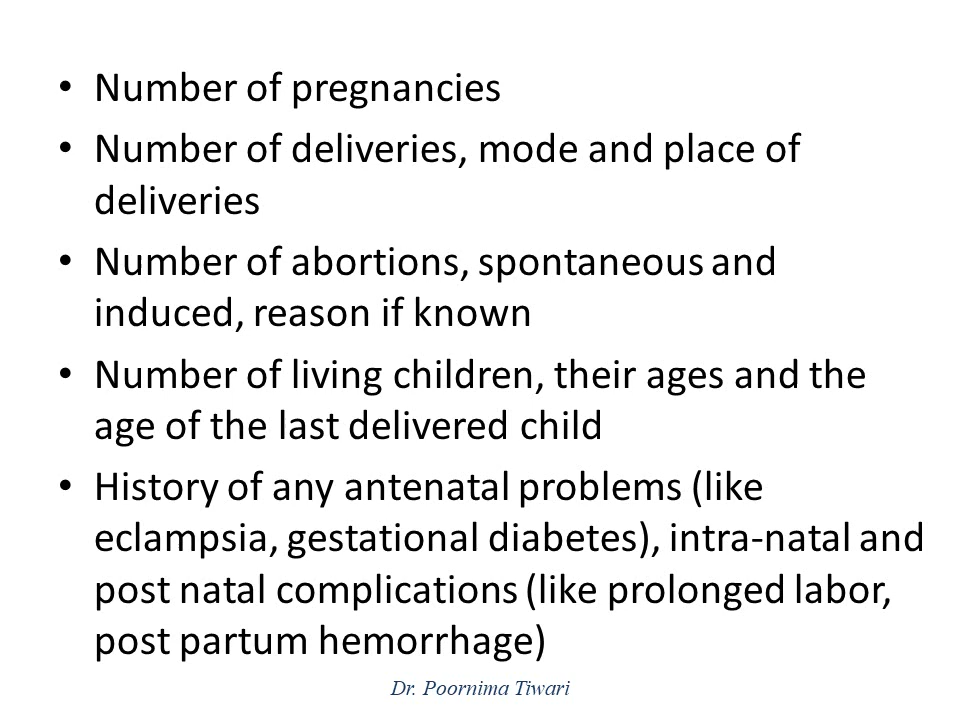 • Number of pregnancies
• Number of deliveries, mode and place of
deliveries
• Number of abortions, spontaneous and
induced, reason if known
• Number of living children, their ages and the
age of the last delivered child
• History of any antenatal problems (like
eclampsia, gestational diabetes), intra-natal and
post natal complications (like prolonged labor,
post partum hemorrhage)
Dr. Poornima Tiwari